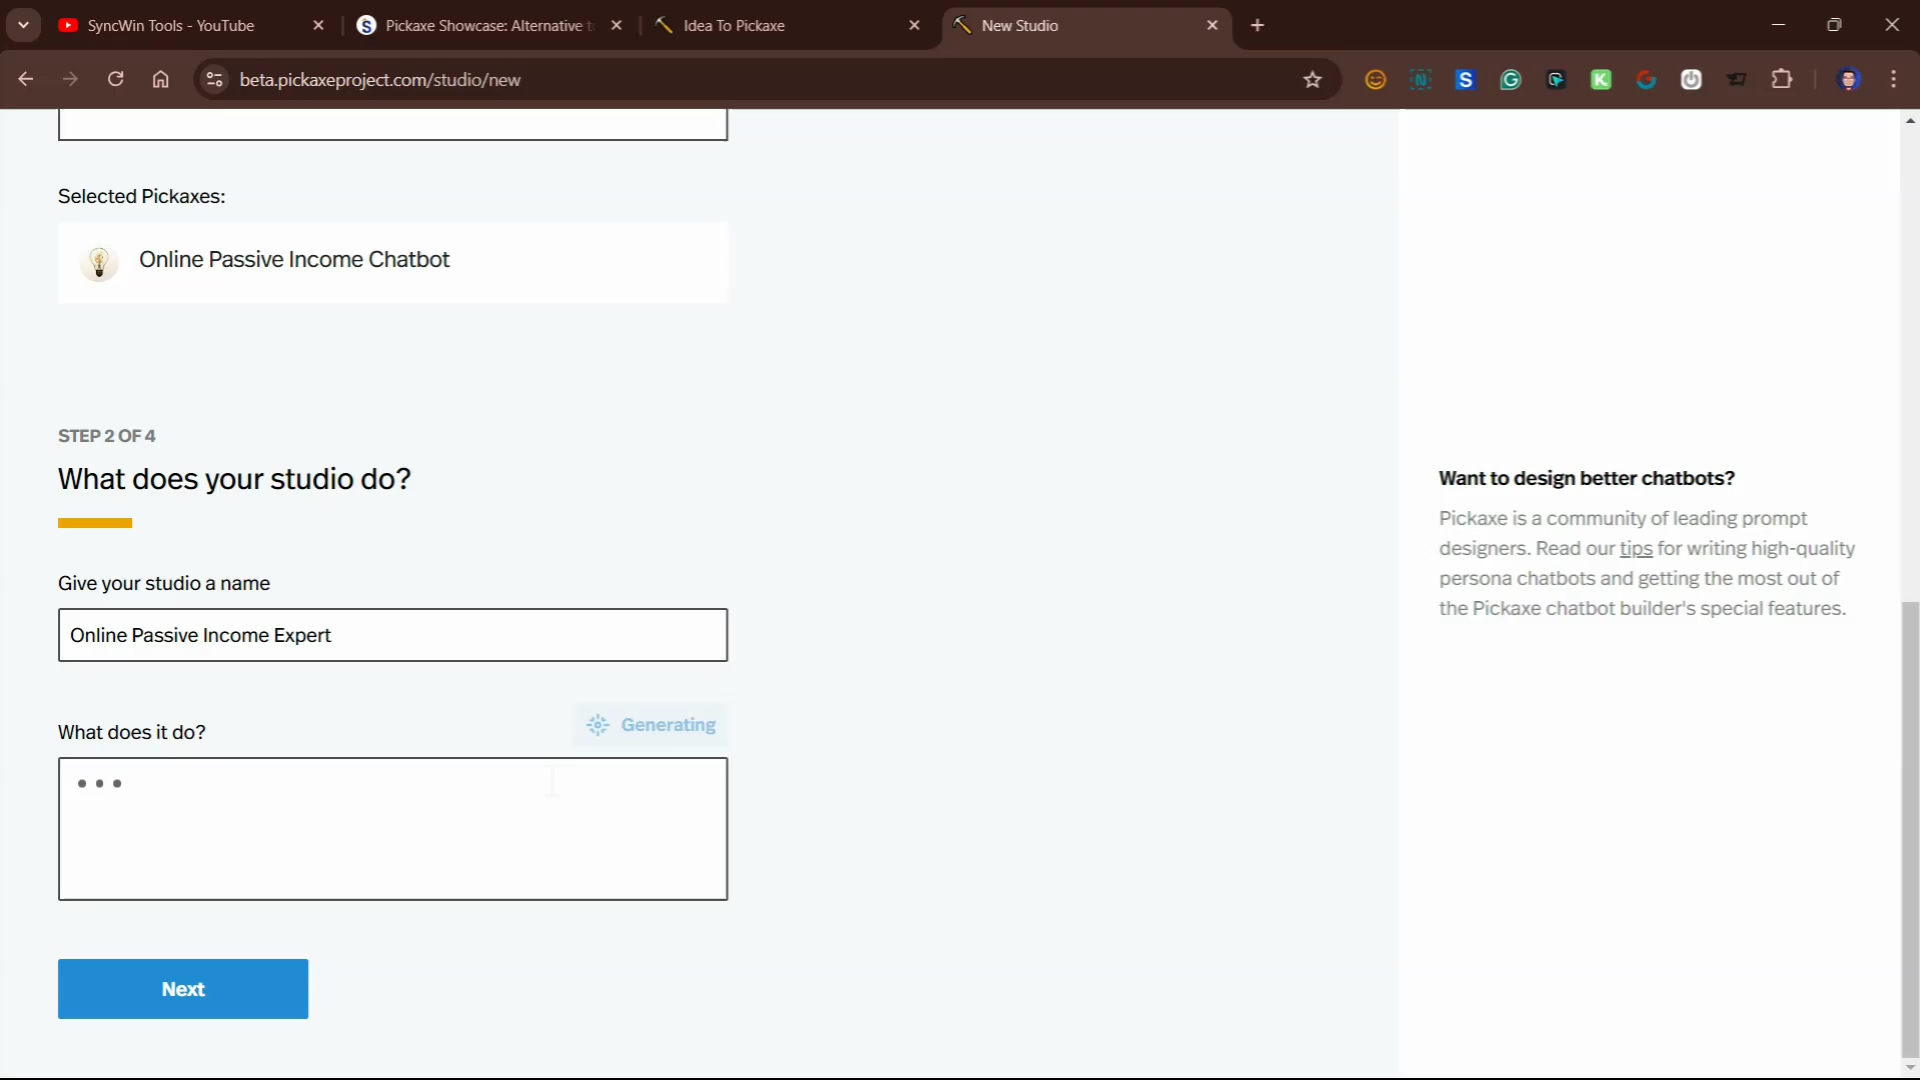 SyncWin Tools - YouTube
Pickaxe Showcase: Alternative t
Idea To Pickaxe
New Studio
beta.pickaxeproject.com/studio/new
Selected Pickaxes:
Online Passive Income Chatbot
STEP 2 OF 4
What does your studio do?
Give your studio a name
Online Passive Income Expert
What does it do?
Generating
Next
Want to design better chatbots?
Pickaxe is a community of leading prompt
designers. Read our tips for writing high-quality
persona chatbots and getting the most out of
the Pickaxe chatbot builder's special features.